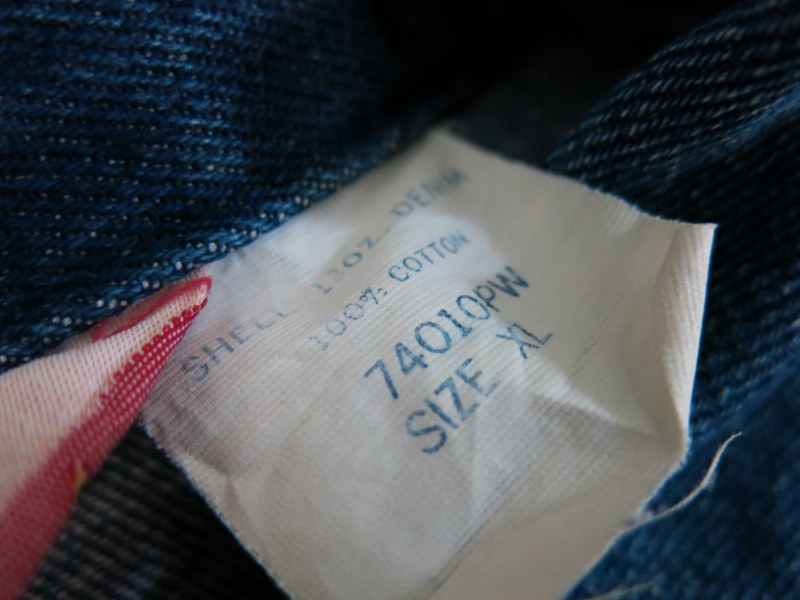 SHELL 13OZ. DENIM
100% COTTON
74010PW
SIZE XL